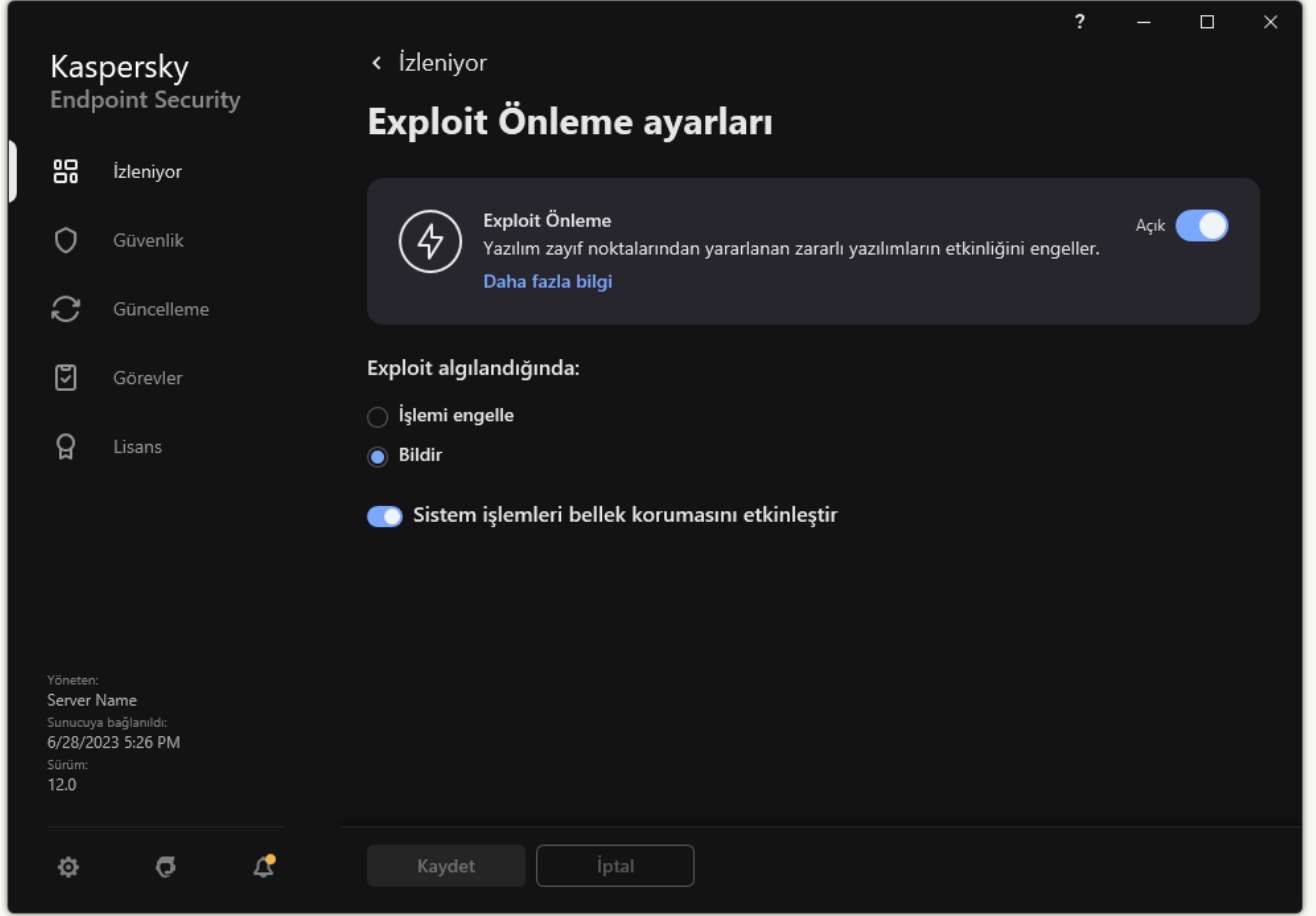 ?
Kaspersky
Endpoint Security
İzleniyor
Güvenlik
Güncelleme
Görevler
Lisans
Yöneten:
Server Name
Sunucuya bağlanıldı:
6/28/2023 5:26 PM
Sürüm:
12.0
İzleniyor
Exploit Önleme ayarları
Exploit Önleme
Açık
Yazılım zayıf noktalarından yararlanan zararlı yazılımların etkinliğini engeller.
Daha fazla bilgi
Exploit algılandığında:
İşlemi engelle
Bildir
Sistem işlemleri bellek korumasını etkinleştir
Kaydet
İptal